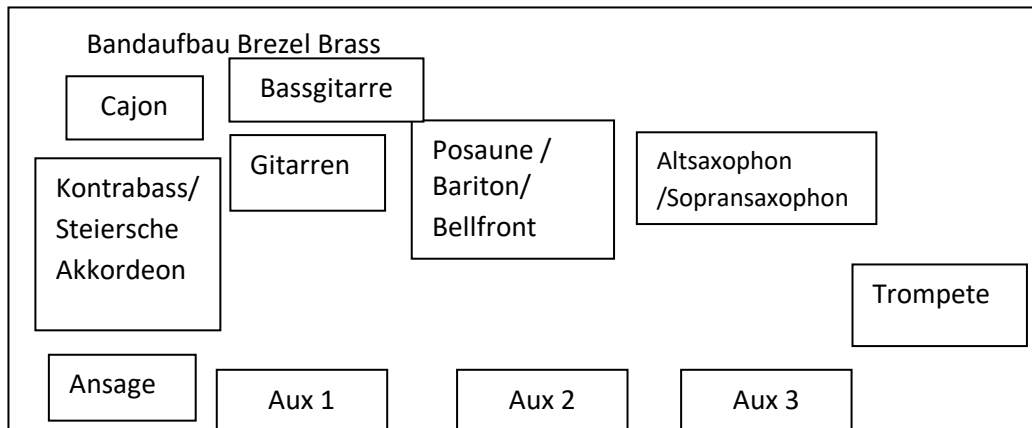 Bandaufbau Brezel Brass
Cajon
Bassgitarre
Gitarren
Posaune /
Bariton/
Bellfront
Altsaxophon
/Sopransaxophon
Kontrabass/
Steiersche
Akkordeon
Trompete
Ansage
Aux 1
Aux 2
Aux 3